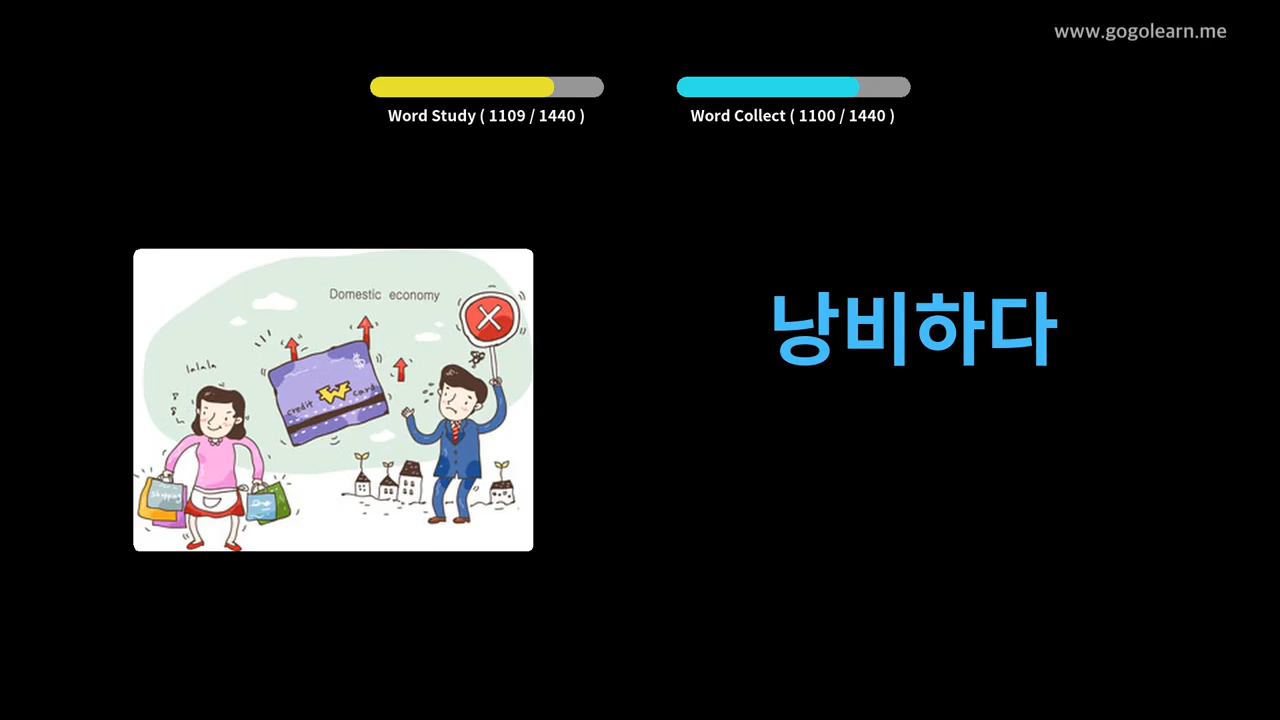 www.gogolearn.me
Word Study ( 1109 / 1440 )
Word Collect ( 1100 / 1440 )
낭비하다
Domestic economy
lalala
$
credit W card
Shopping